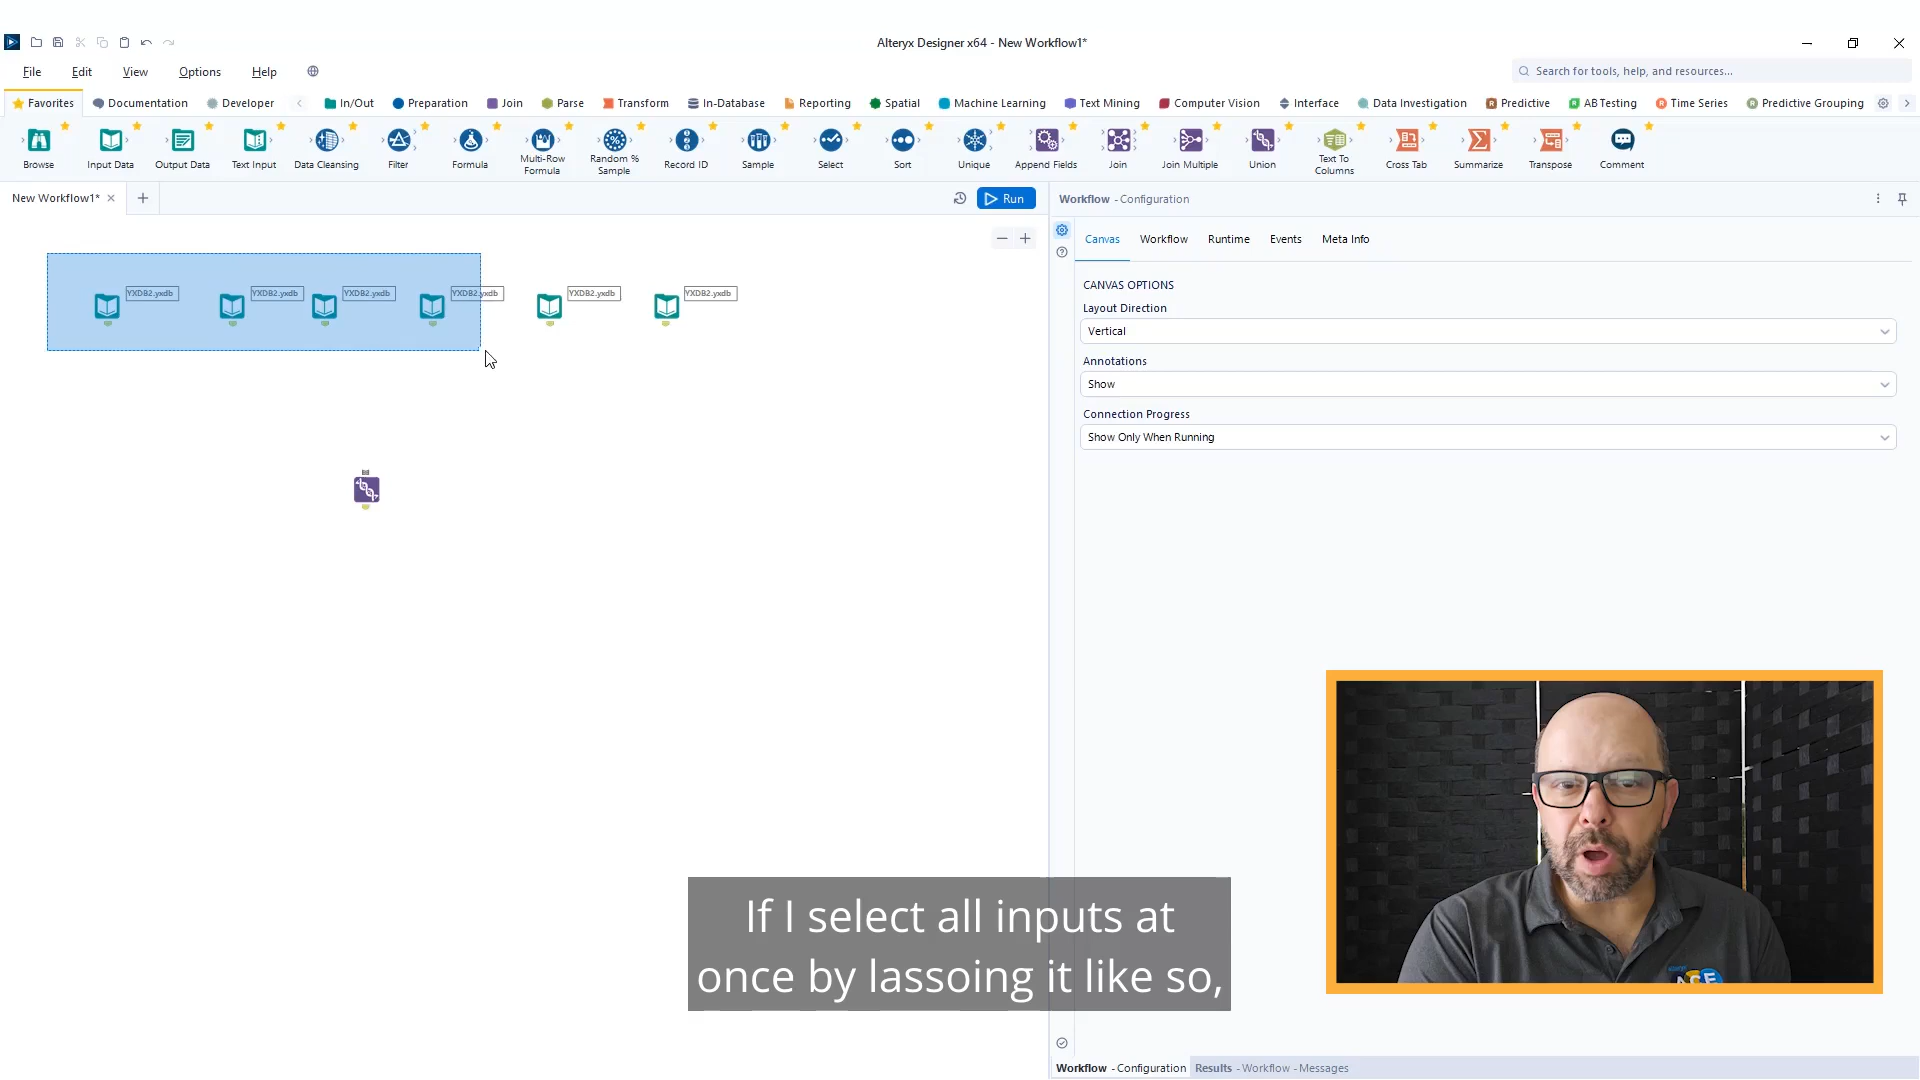 Alteryx Designer x64 - New Workflow1*
File Edit View Options Help
Search for tools, help, and resources...
Favorites Documentation Developer In/Out Preparation Join Parse Transform In-Database Reporting Spatial Machine Learning Text Mining Computer Vision Interface Data Investigation Predictive AB Testing Time Series Predictive Grouping
Browse Input Data Output Data Text Input Data Cleansing Filter Formula Multi-Row Formula Random % Sample Record ID Sample Select Sort Unique Append Fields Join Join Multiple Union Text To Columns Cross Tab Summarize Transpose Comment
New Workflow1*
Run
Workflow - Configuration
Canvas Workflow Runtime Events Meta Info
YXDB2.yxdb YXDB2.yxdb YXDB2.yxdb YXDB2.yxdb YXDB2.yxdb YXDB2.yxdb
CANVAS OPTIONS
Layout Direction
Vertical
Annotations
Show
Connection Progress
Show Only When Running
ACE
If I select all inputs at
once by lassoing it like so,
Workflow - Configuration Results - Workflow - Messages